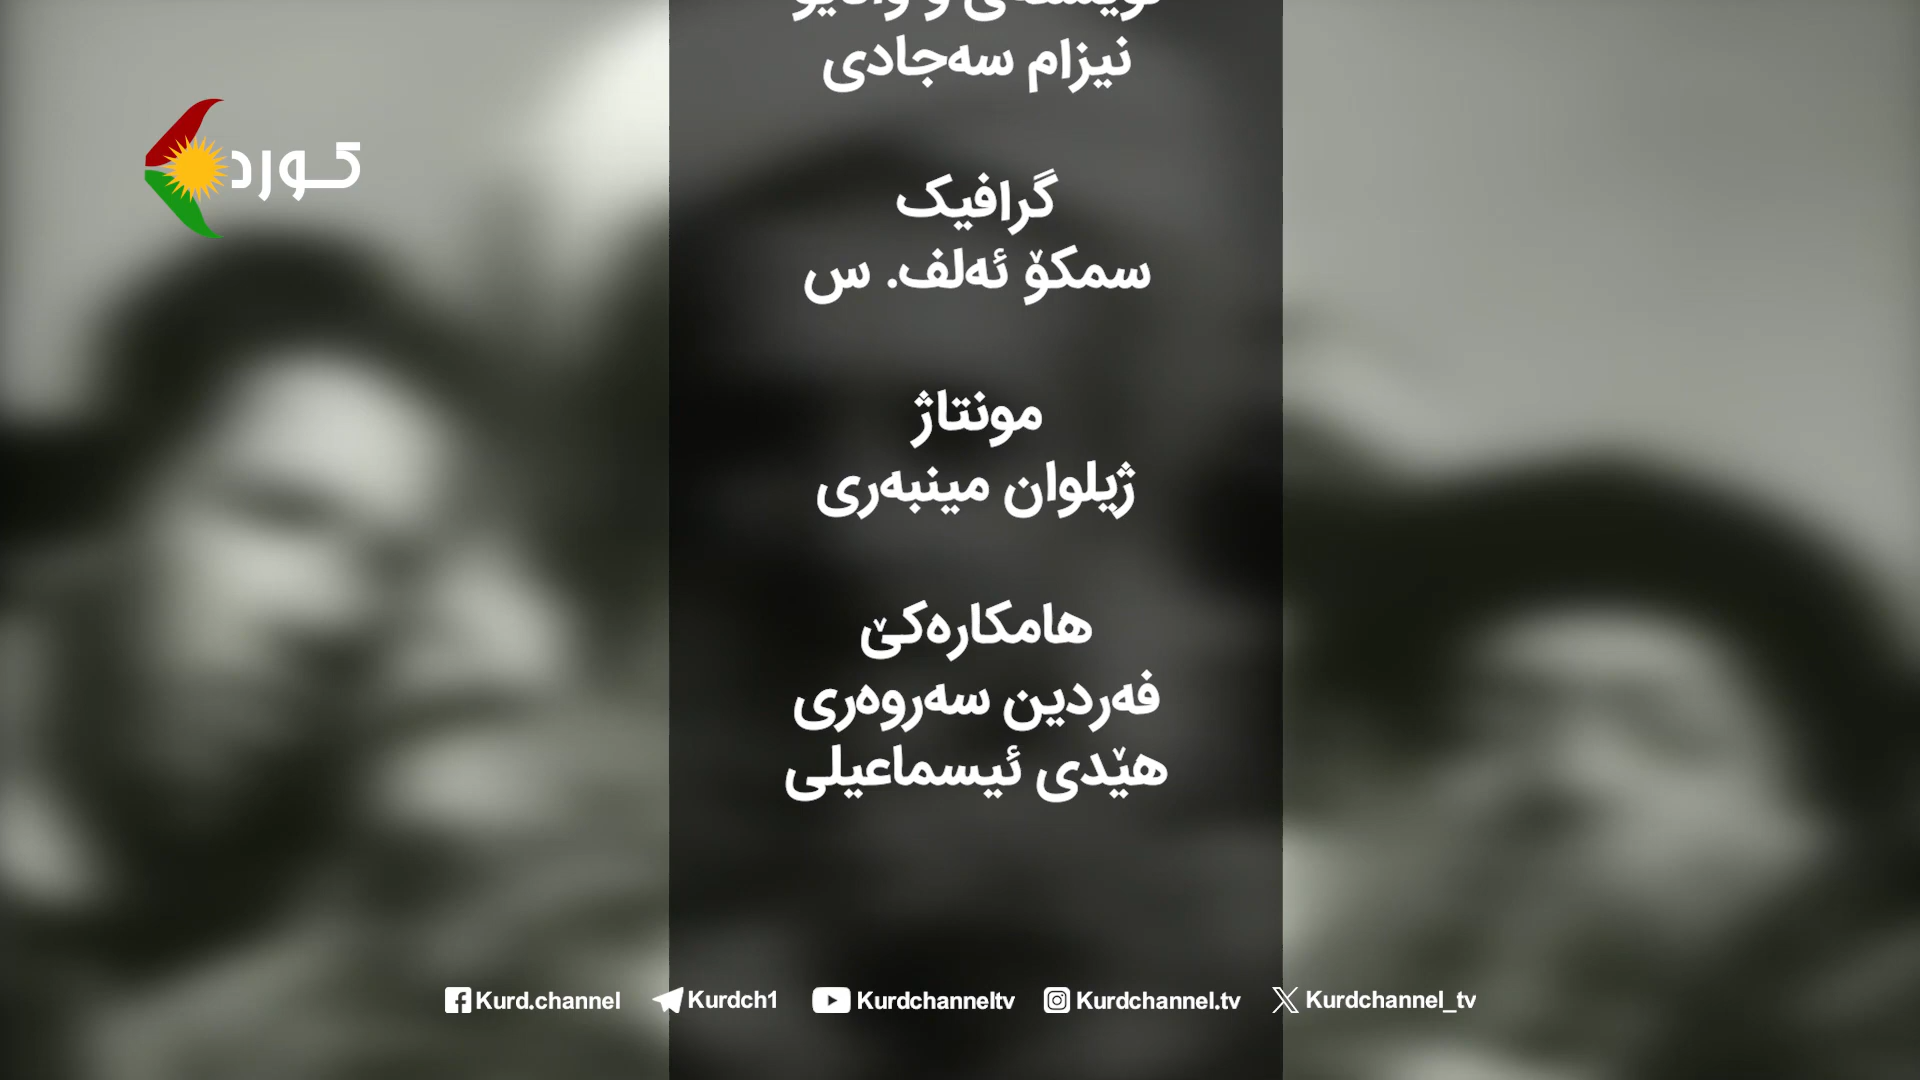 نیزام سەجادی
کورد
گرافیک
سمکۆ ئەلف. س
مونتاژ
ژیلوان مینبەری
هامکارەکێ
فەردین سەروەری
هێدی ئیسماعیلی
Kurd.channel
Kurdch1
Kurdchanneltv
Kurdchannel.tv
Kurdchannel_tv